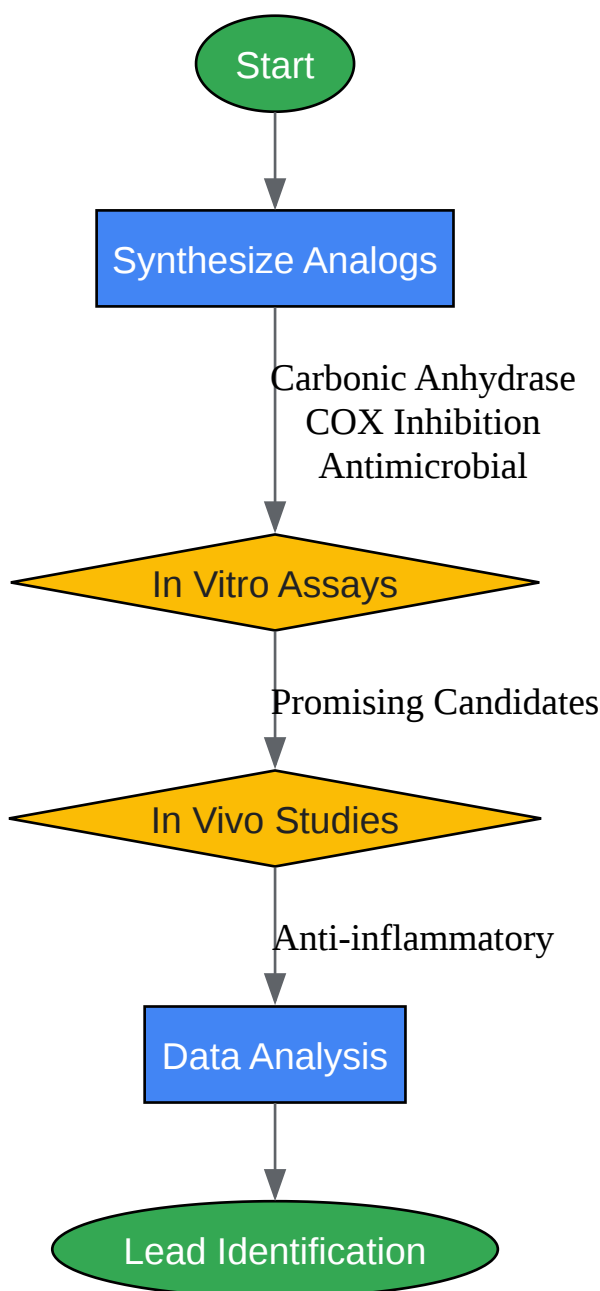 Start
Synthesize Analogs
Carbonic Anhydrase
COX Inhibition
Antimicrobial
In Vitro Assays
Promising Candidates
In Vivo Studies
Anti-inflammatory
Data Analysis
Lead Identification